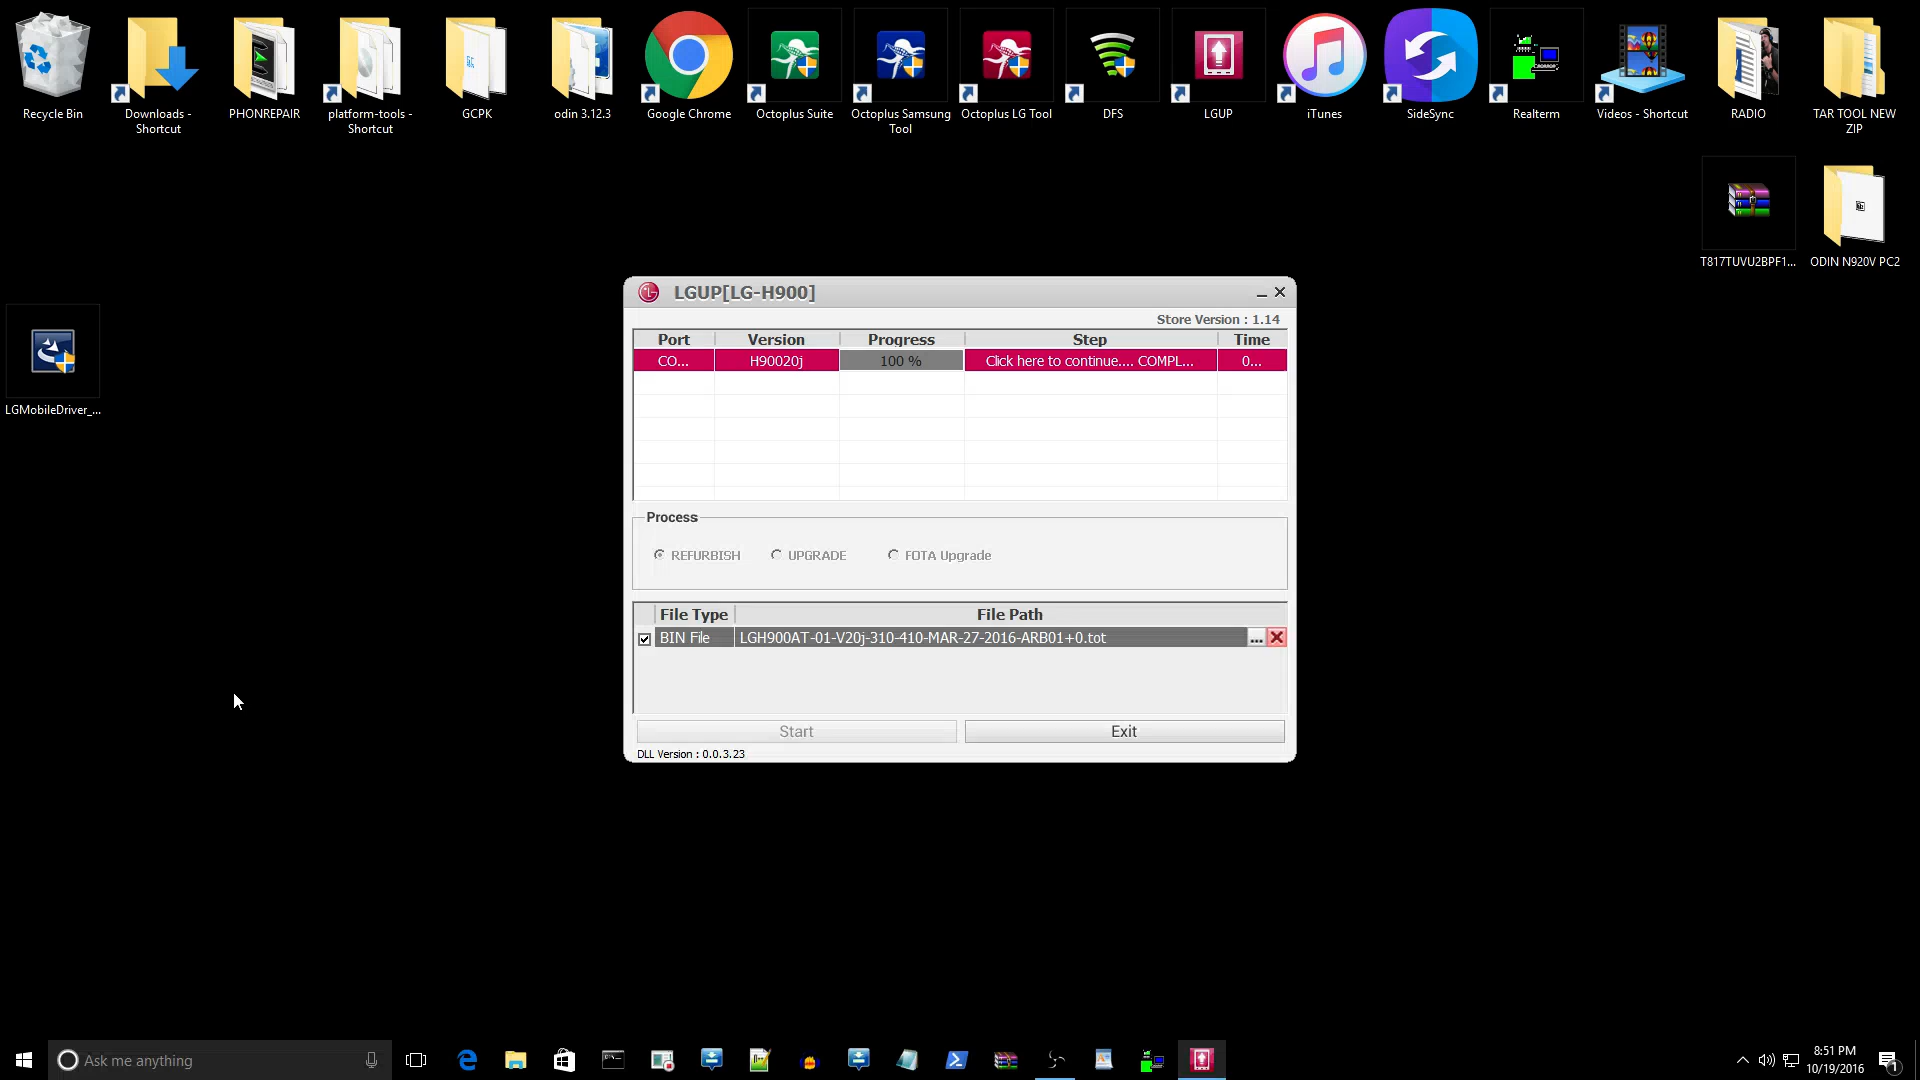 Recycle Bin
Downloads -
Shortcut
PHONREPAIR
platform-tools -
Shortcut
GCPK
odin 3.12.3
Google Chrome
Octoplus Suite
Octoplus Samsung
Tool
Octoplus LG Tool
DFS
LGUP
iTunes
SideSync
Realterm
Videos - Shortcut
RADIO
TAR TOOL NEW
ZIP
T817TUVU2BPF1...
ODIN N920V PC2
LGMobileDriver_...
LGUP[LG-H900]
Store Version : 1.14
Port Version Progress Step Time
CO... H90020j 100 % Click here to continue.... COMPL... 0...
Process
REFURBISH UPGRADE FOTA Upgrade
File Type File Path
BIN File LGH900AT-01-V20j-310-410-MAR-27-2016-ARB01+0.tot ...
Start Exit
DLL Version : 0.0.3.23
Ask me anything
8:51 PM
10/19/2016
1